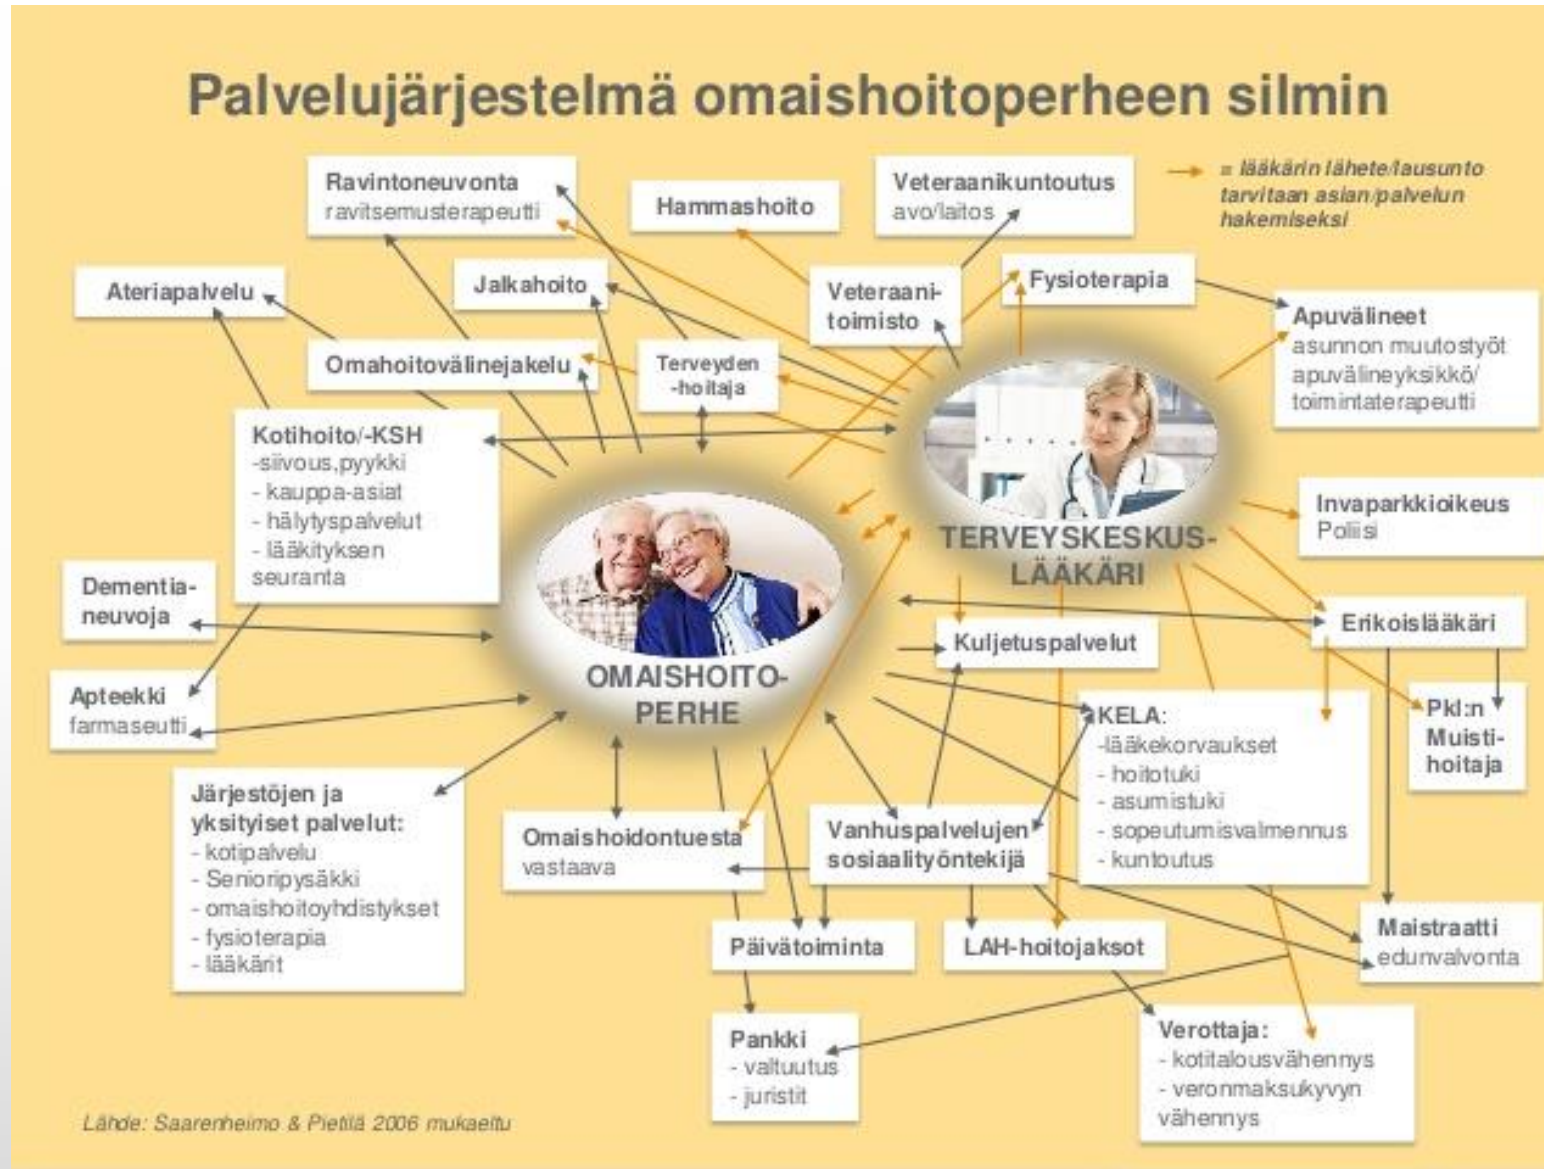 Palvelujärjestelmä omaishoitoperheen silmin
Ravintoneuvonta
ravitsemusterapeutti
Hammashoito
Veteraanikuntoutus
avo/laitos
= lääkärin lähete/lausunto
tarvitaan asian/palvelun
hakemiseksi
Ateriapalvelu
Jalkahoito
Veteraani-
toimisto
Fysioterapia
Apuvälineet
asunnon muutostyöt
apuvälineyksikkö/
toimintaterapeutti
Omahoitovälinejakelu
Terveyden
-hoitaja
Kotihoito/-KSH
-siivous,pyykki
- kauppa-asiat
- hälytyspalvelut
- lääkityksen
seuranta
TERVEYSKESKUS-
LÄÄKÄRI
Invaparkkioikeus
Poliisi
Dementia-
neuvoja
Erikoislääkäri
Kuljetuspalvelut
OMAISHOITO-
PERHE
Apteekki
farmaseutti
KELA:
-lääkekorvaukset
- hoitotuki
- asumistuki
- sopeutumisvalmennus
- kuntoutus
Pkl:n
Muisti-
hoitaja
Järjestöjen ja
yksityiset palvelut:
- kotipalvelu
- Senioripysäkki
- omaishoitoyhdistykset
- fysioterapia
- lääkärit
Omaishoidontuesta
vastaava
Vanhuspalvelujen
sosiaalityöntekijä
Päivätoiminta
LAH-hoitojaksot
Maistraatti
edunvalvonta
Pankki
- valtuutus
- juristit
Verottaja:
- kotitalousvähennys
- veronmaksukyvyn
vähennys
Lähde: Saarenheimo & Pietilä 2006 mukaeltu